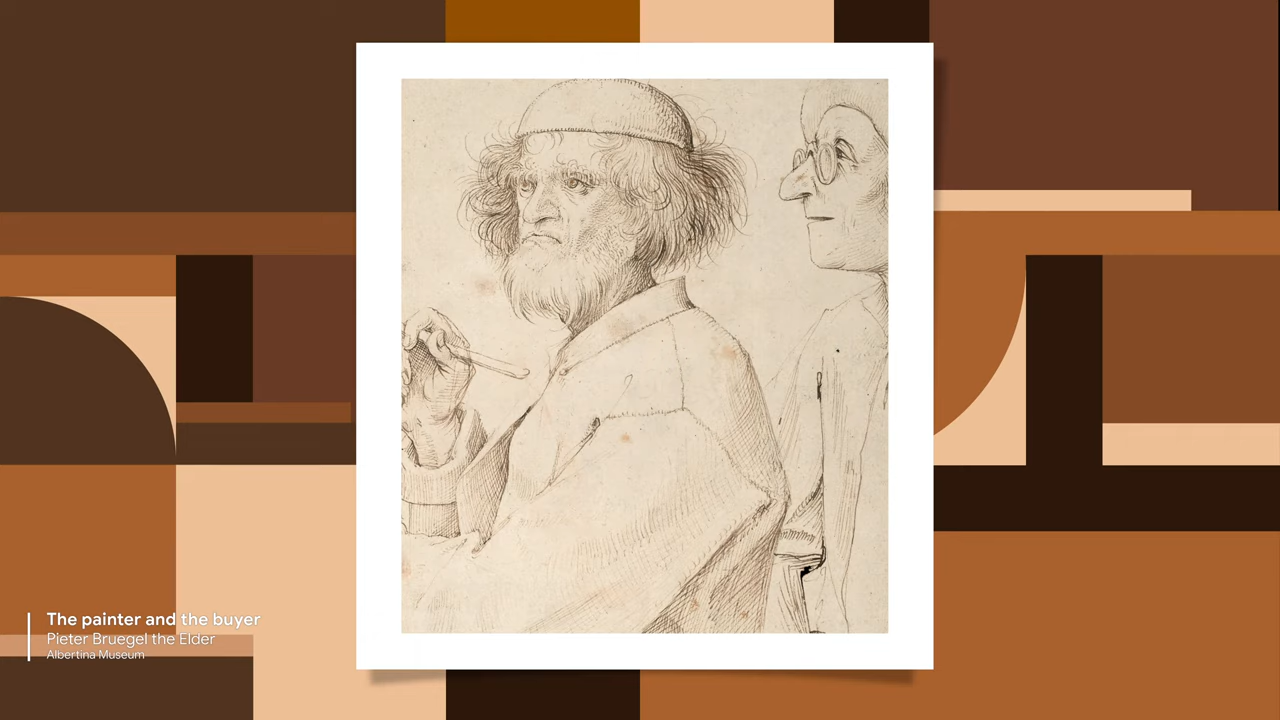 The painter and the buyer
Pieter Bruegel the Elder
Albertina Museum